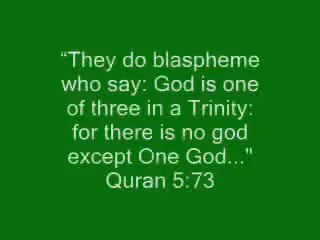 “They do blaspheme
who say: God is one
of three in a Trinity:
for there is no god
except One God..."
Quran 5:73